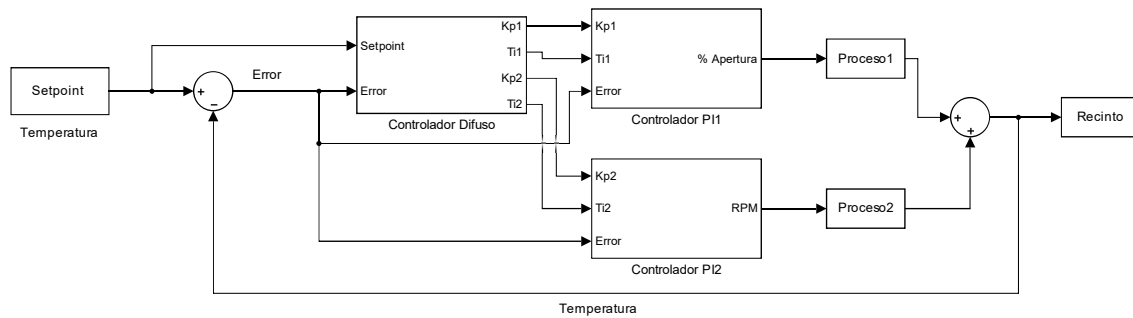 Setpoint
Temperatura
+
−
Error
Setpoint
Error
Kp1
Ti1
Kp2
Ti2
Controlador Difuso
Kp1
Ti1
Error
% Apertura
Controlador PI1
Kp2
Ti2
Error
RPM
Controlador PI2
Proceso1
Proceso2
+
+
Recinto
Temperatura